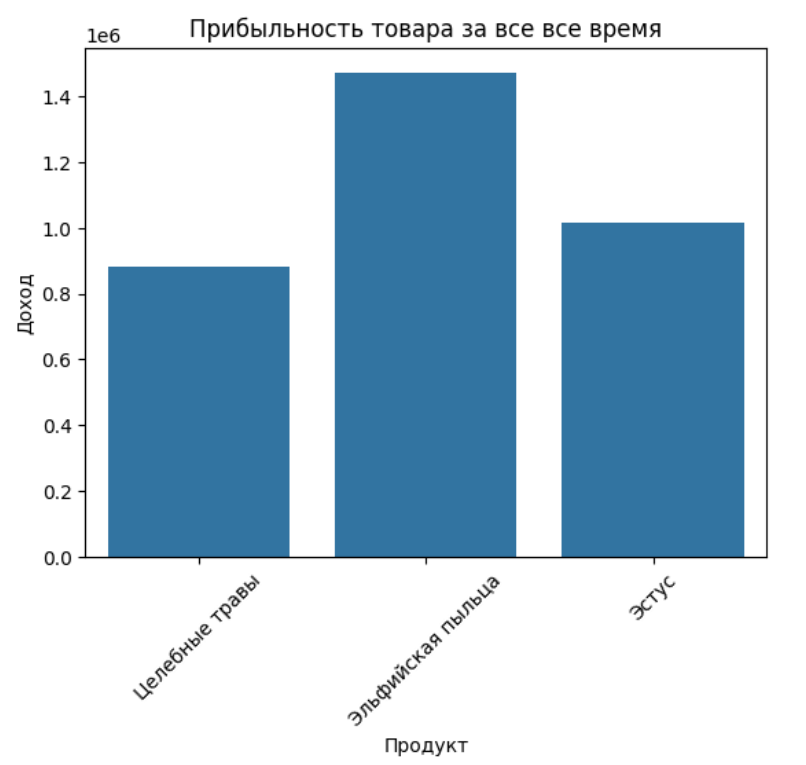 Прибыльность товара за все все время
1e6
1.4
1.2
1.0
0.8
0.6
0.4
0.2
0.0
Доход
Целебные травы
Эльфийская пыльца
Эстус
Продукт